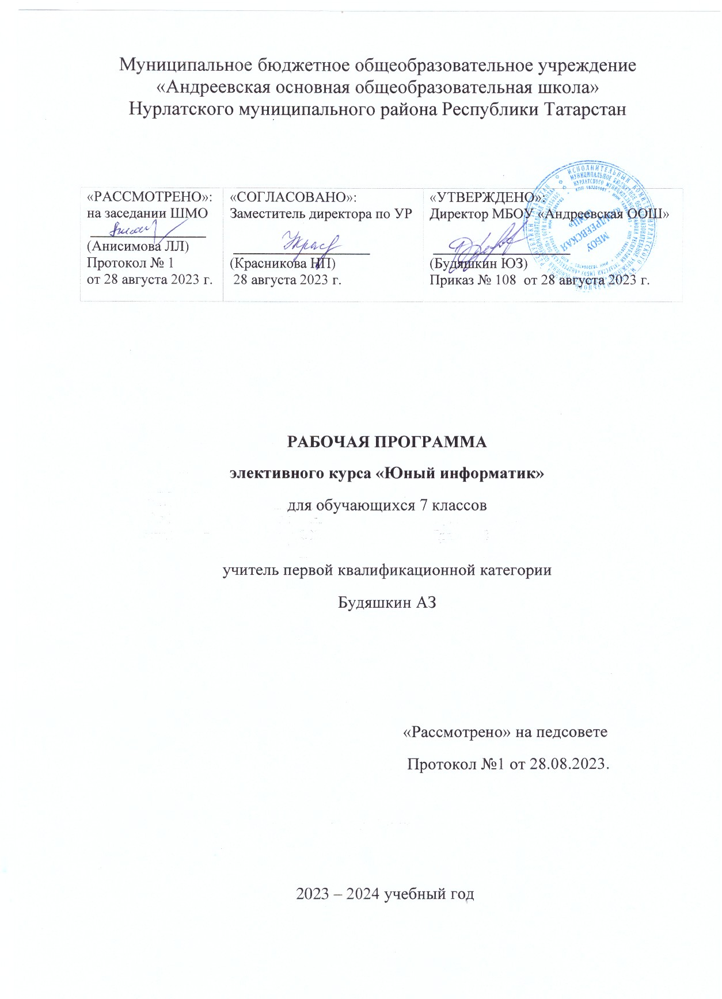 Муниципальное бюджетное общеобразовательное учреждение
«Андреевская основная общеобразовательная школа»
Нурлатского муниципального района Республики Татарстан
«РАССМОТРЕНО»:
на заседании ШМО
(Анисимова ЛЛ)
Протокол № 1
от 28 августа 2023 г.
«СОГЛАСОВАНО»:
Заместитель директора по УР
(Красникова НП)
28 августа 2023 г.
«УТВЕРЖДЕНО»:
Директор МБОУ «Андреевская ООШ»
(Будяшкин ЮЗ)
Приказ № 108 от 28 августа 2023 г.
МБОУ
«АНДРЕЕВСКАЯ
ООШ»
РАБОЧАЯ ПРОГРАММА
элективного курса «Юный информатик»
для обучающихся 7 классов
учитель первой квалификационной категории
Будяшкин АЗ
«Рассмотрено» на педсовете
Протокол №1 от 28.08.2023.
2023 – 2024 учебный год